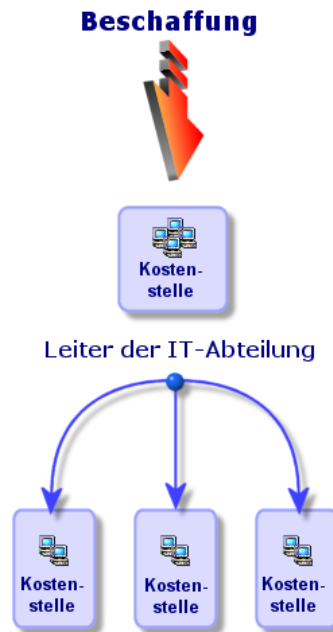 Beschaffung
Kosten-
stelle
Leiter der IT-Abteilung
Kosten-
stelle
Kosten-
stelle
Kosten-
stelle